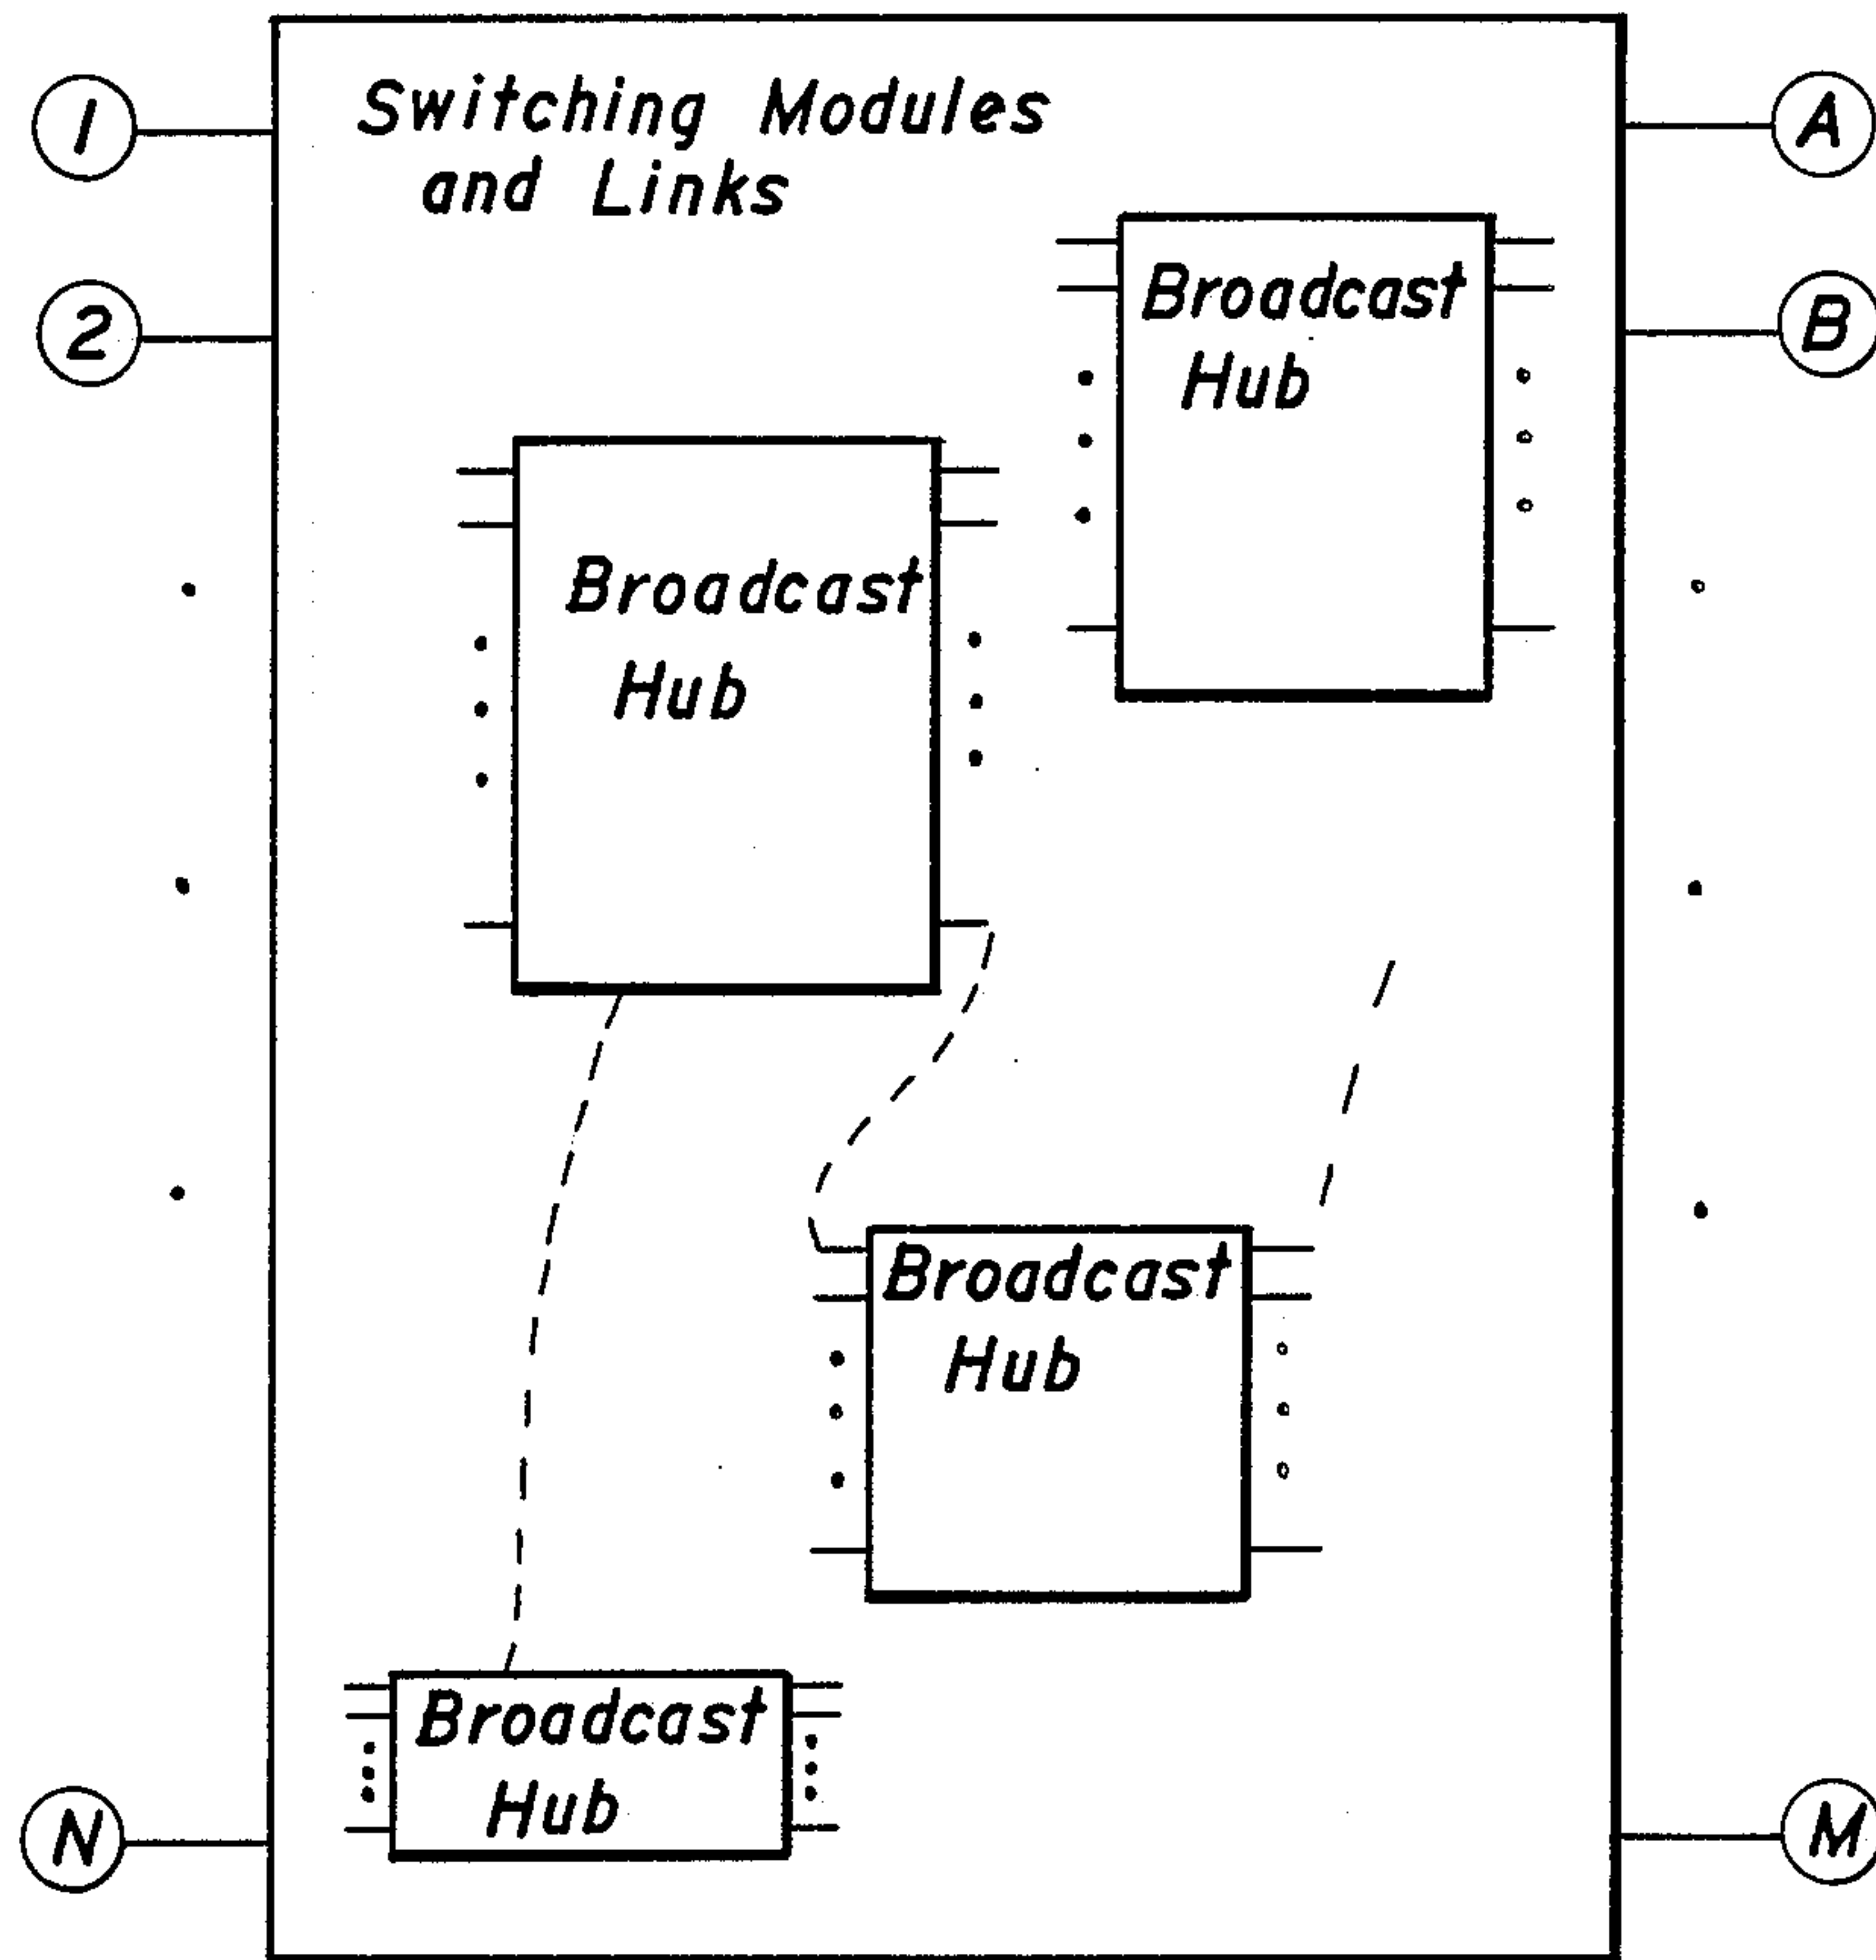 Switching Modules
and Links
1
A
2
B
Broadcast
Hub
Broadcast
Hub
Broadcast
Hub
Broadcast
Hub
N
M